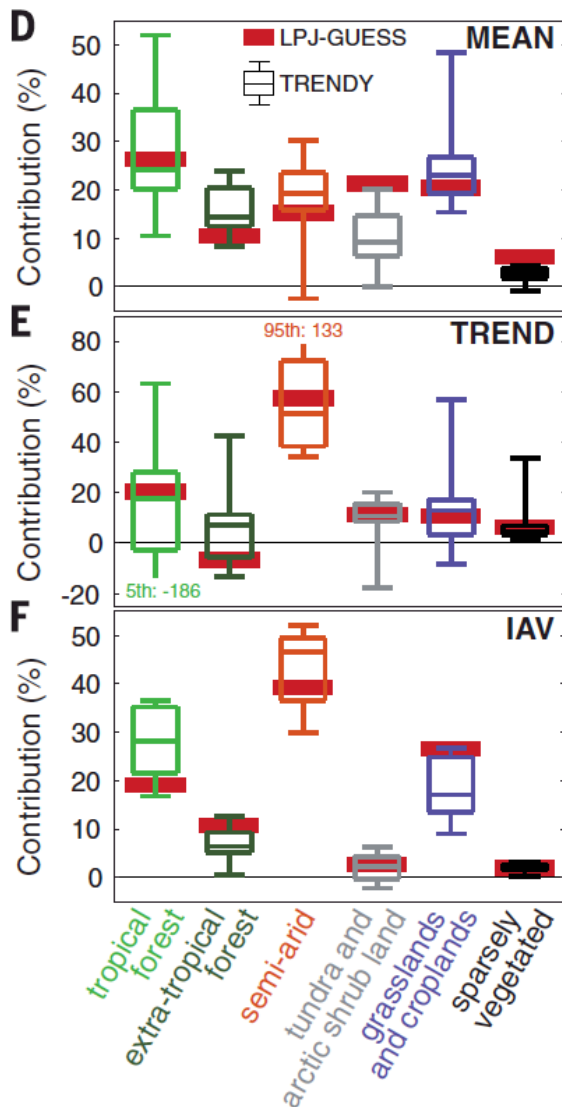 D
MEAN
LPJ-GUESS
TRENDY
Contribution (%)
50
40
30
20
10
0
E
TREND
95th: 133
Contribution (%)
80
60
40
20
0
-20
5th: -186
F
IAV
Contribution (%)
50
40
30
20
10
0
tropical
forest
extra-tropical
forest
semi-arid
tundra and
arctic shrub land
grasslands
and croplands
sparsely
vegetated